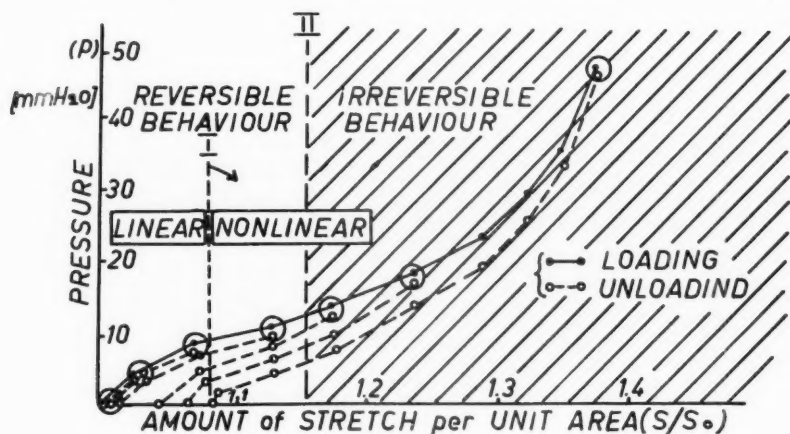 II
(P)
50
[mmH₂O]
REVERSIBLE
BEHAVIOUR
IRREVERSIBLE
BEHAVIOUR
40
I
30
PRESSURE
LINEAR
NONLINEAR
20
LOADING
UNLOADIND
10
1.1
1.2
1.3
1.4
AMOUNT of STRETCH per UNIT AREA(S/S₀)